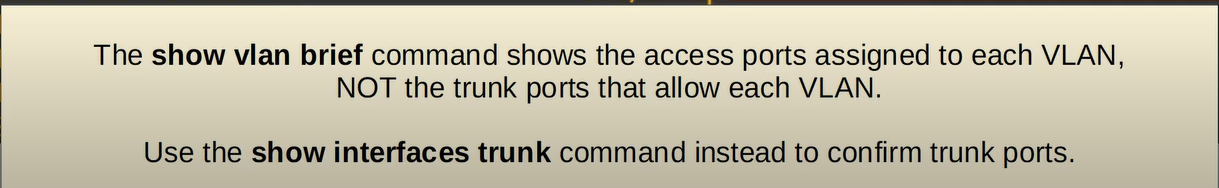 The show vlan brief command shows the access ports assigned to each VLAN,
NOT the trunk ports that allow each VLAN.
Use the show interfaces trunk command instead to confirm trunk ports.